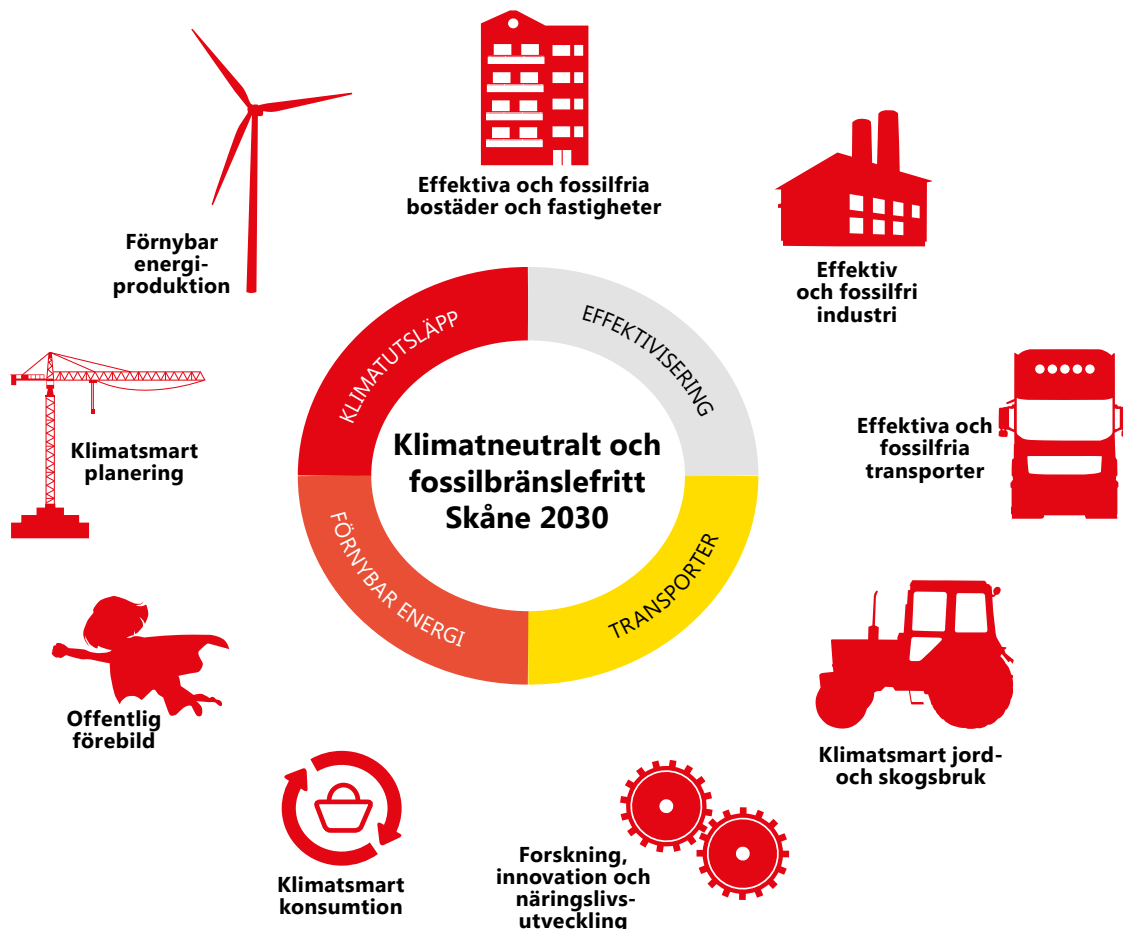 Effektiva och fossilfria
bostäder och fastigheter
Förnybar
energi-
produktion
Effektiv
och fossilfri
industri
KLIMATUTSLÄPP
EFFEKTIVISERING
Klimatsmart
planering
Klimatneutralt och
fossilbränslefritt
Skåne 2030
Effektiva och
fossilfria
transporter
FÖRNYBAR ENERGI
TRANSPORTER
Offentlig
förebild
Klimatsmart jord-
och skogsbruk
Klimatsmart
konsumtion
Forskning,
innovation och
näringslivs-
utveckling